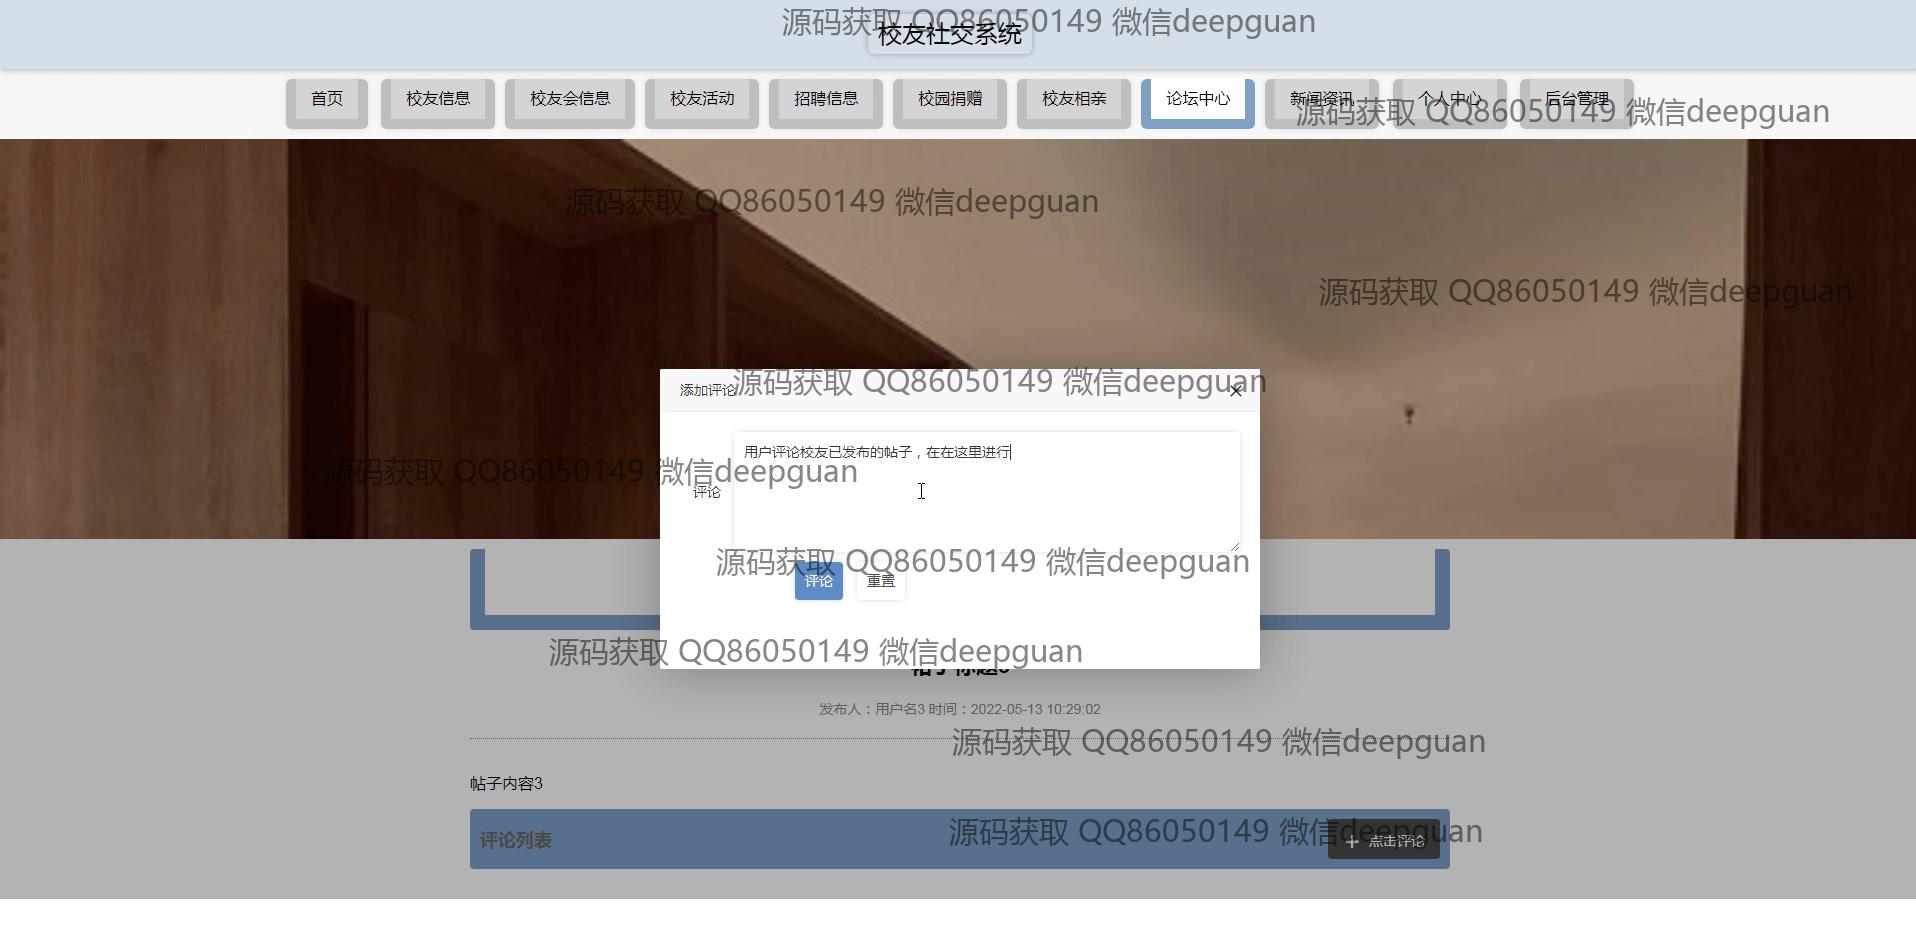 源码获取 QQ86050149 微信deepguan
校友社交系统
首页 校友信息 校友会信息 校友活动 招聘信息 校园捐赠 校友相亲 论坛中心 新闻资讯 个人中心 后台管理
源码获取 QQ86050149 微信deepguan
源码获取 QQ86050149 微信deepguan
源码获取 QQ86050149 微信deepguan
源码获取 QQ86050149 微信deepguan
添加评论
用户评论校友已发布的帖子，在在这里进行
源码获取 QQ86050149 微信deepguan
评论
源码获取 QQ86050149 微信deepguan
评论 重置
源码获取 QQ86050149 微信deepguan
帖子标题3
发布人：用户名3 时间：2022-05-13 10:29:02
源码获取 QQ86050149 微信deepguan
帖子内容3
源码获取 QQ86050149 微信deepguan
评论列表 点击评论